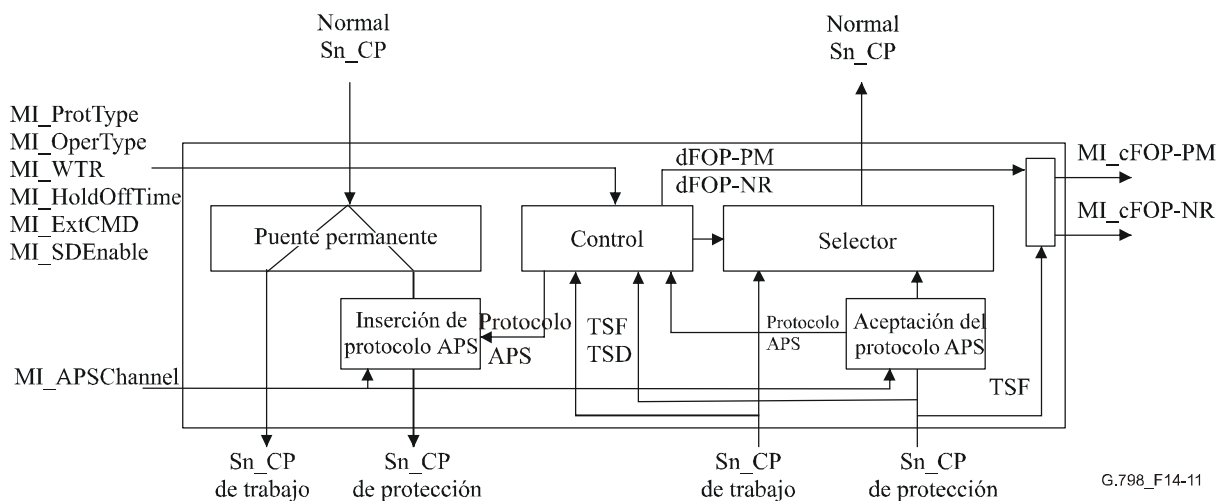 Normal
Sn_CP
Normal
Sn_CP
MI_ProtType
MI_OperType
MI_WTR
MI_HoldOffTime
MI_ExtCMD
MI_SDEnable
dFOP-PM
dFOP-NR
MI_cFOP-PM
MI_cFOP-NR
Puente permanente
Control
Selector
Inserción de
protocolo APS
Protocolo
APS
TSF
TSD
Protocolo
APS
Aceptación del
protocolo APS
MI_APSChannel
TSF
Sn_CP
de trabajo
Sn_CP
de protección
Sn_CP
de trabajo
Sn_CP
de protección
G.798_F14-11